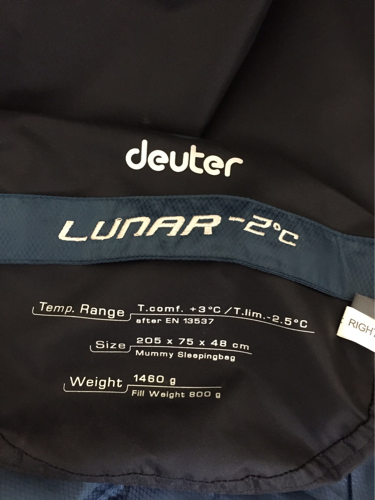 deuter
LUNAR -2°C
Temp. Range T.comf. +3°C/T.lim.-2.5°C
after EN 13537
Size 205 x 75 x 48 cm
Mummy Sleepingbag
Weight 1460 g
Fill Weight 800 g
RIGHT